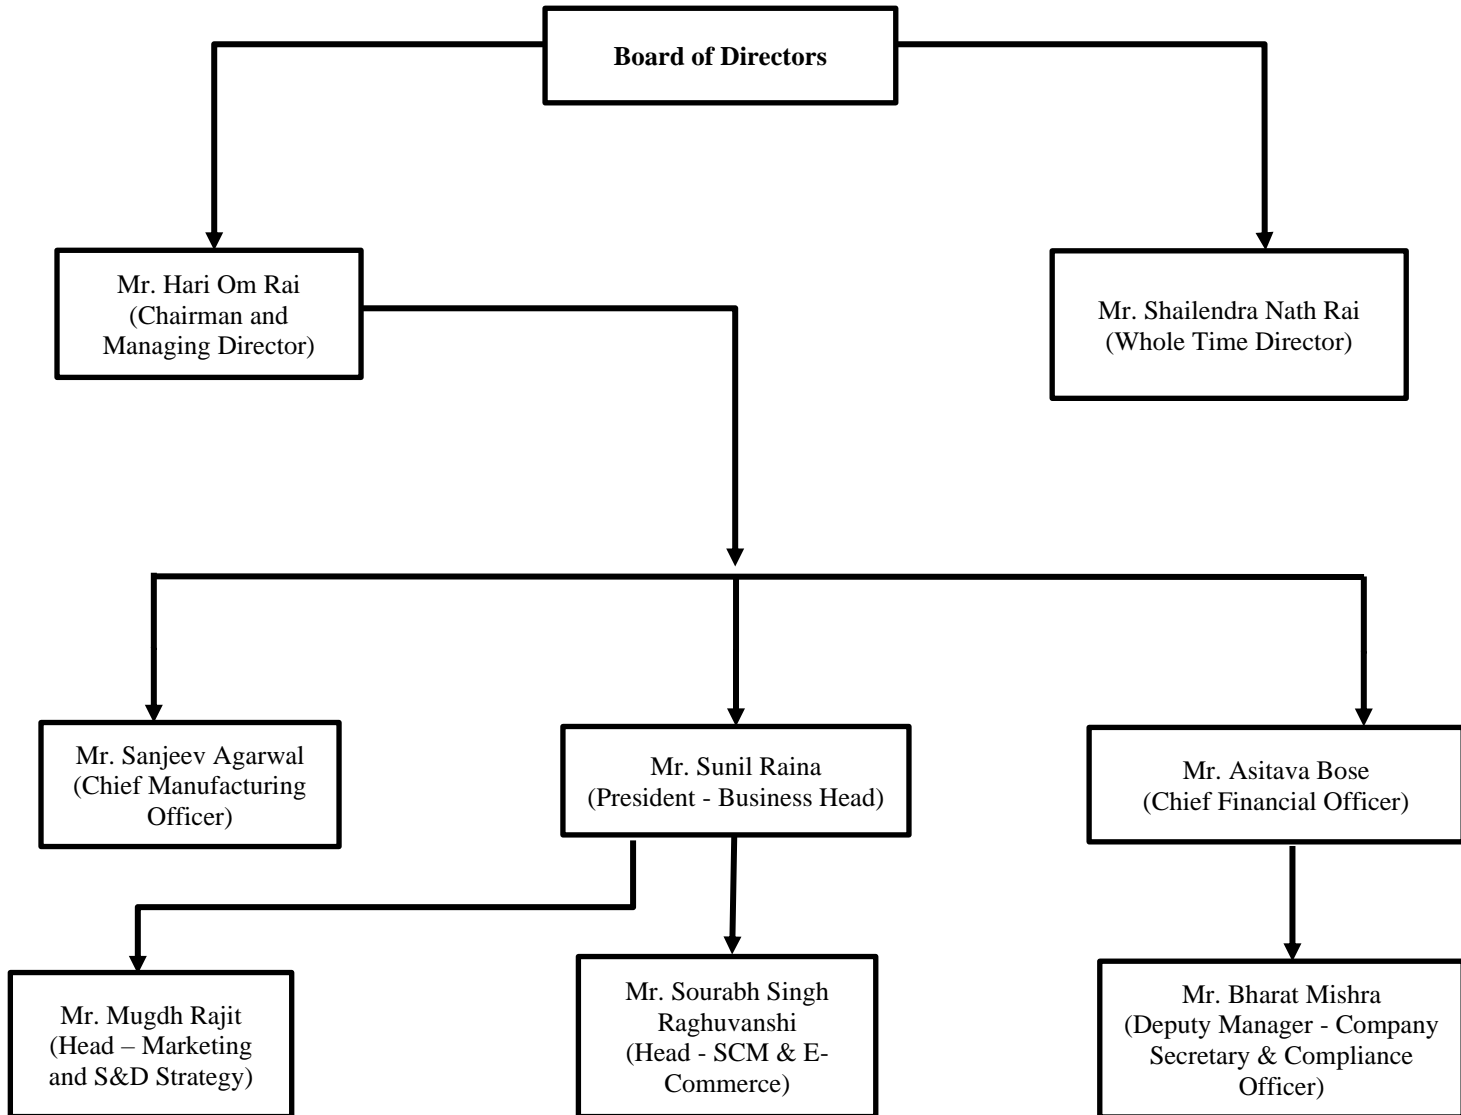 Board of Directors
Mr. Hari Om Rai
(Chairman and
Managing Director)
Mr. Shailendra Nath Rai
(Whole Time Director)
Mr. Sanjeev Agarwal
(Chief Manufacturing
Officer)
Mr. Sunil Raina
(President - Business Head)
Mr. Asitava Bose
(Chief Financial Officer)
Mr. Mugdh Rajit
(Head – Marketing
and S&D Strategy)
Mr. Sourabh Singh
Raghuvanshi
(Head - SCM & E-
Commerce)
Mr. Bharat Mishra
(Deputy Manager - Company
Secretary & Compliance
Officer)